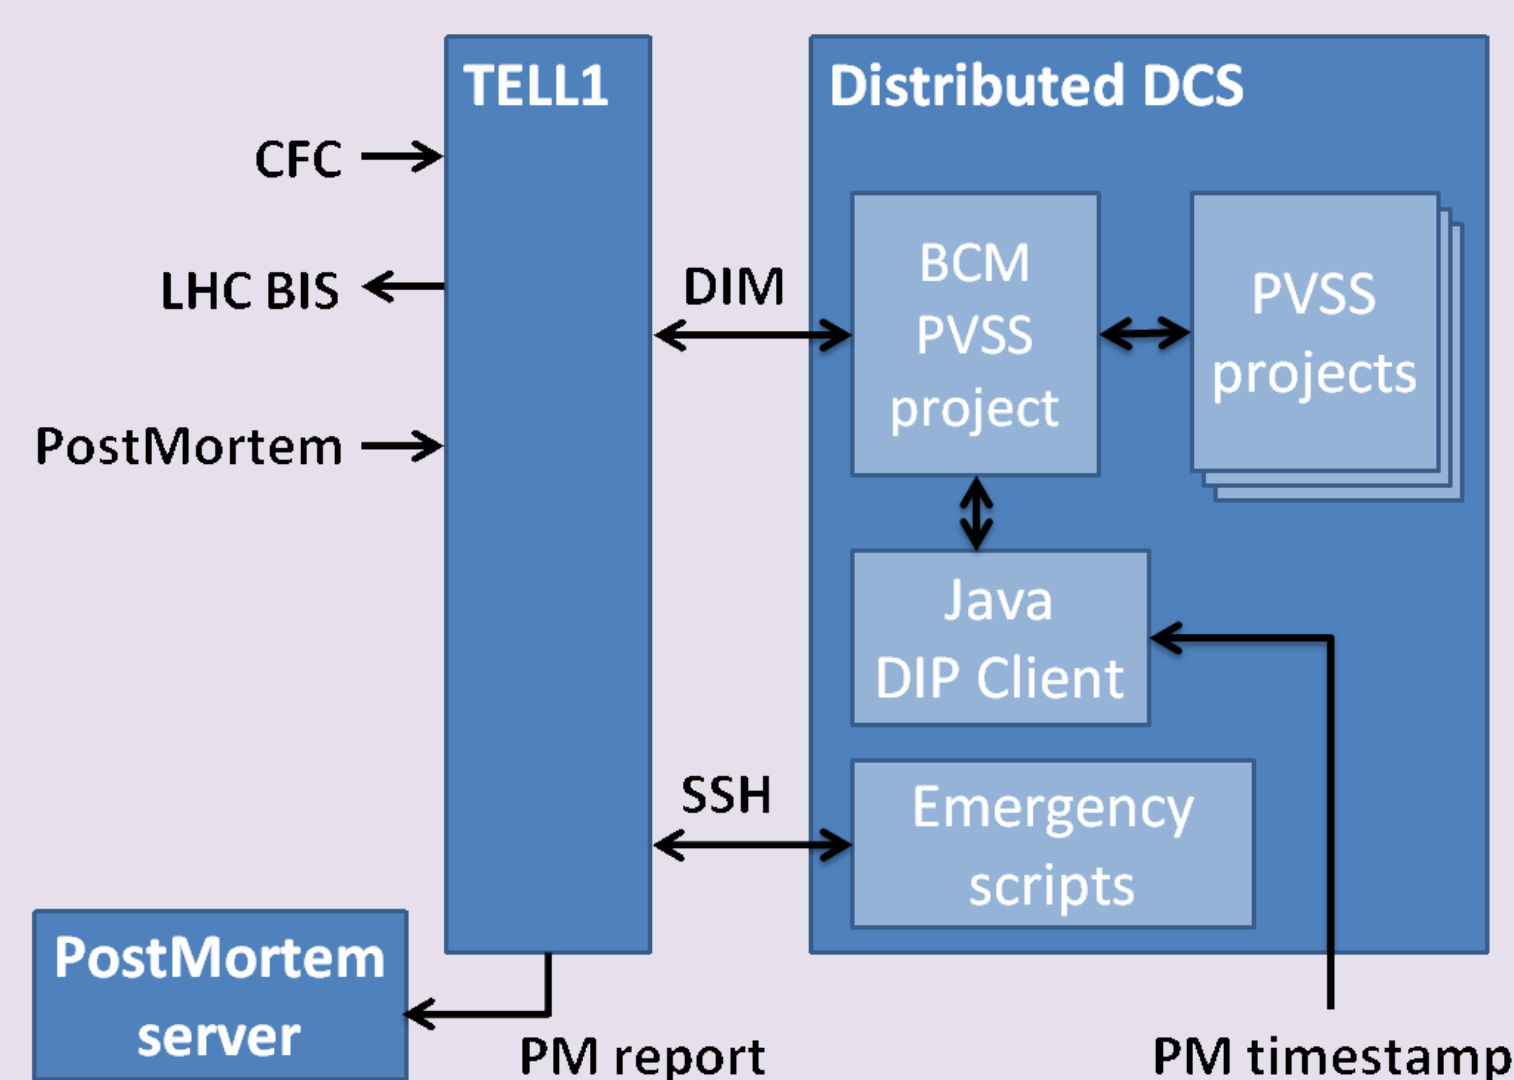 TELL1
Distributed DCS
CFC
LHC BIS
DIM
BCM
PVSS
project
PVSS
projects
PostMortem
Java
DIP Client
SSH
Emergency
scripts
PostMortem
server
PM report
PM timestamp